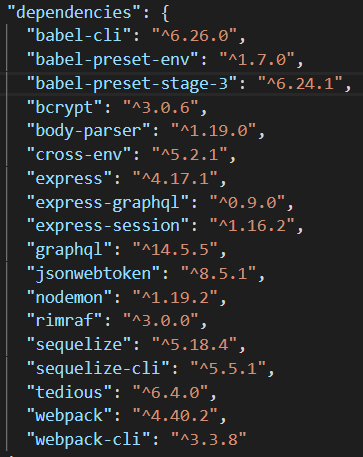 "dependencies": {
"babel-cli": "^6.26.0",
"babel-preset-env": "^1.7.0",
"babel-preset-stage-3": "^6.24.1",
"bcrypt": "^3.0.6",
"body-parser": "^1.19.0",
"cross-env": "^5.2.1",
"express": "^4.17.1",
"express-graphql": "^0.9.0",
"express-session": "^1.16.2",
"graphql": "^14.5.5",
"jsonwebtoken": "^8.5.1",
"nodemon": "^1.19.2",
"rimraf": "^3.0.0",
"sequelize": "^5.18.4",
"sequelize-cli": "^5.5.1",
"tedious": "^6.4.0",
"webpack": "^4.40.2",
"webpack-cli": "^3.3.8"